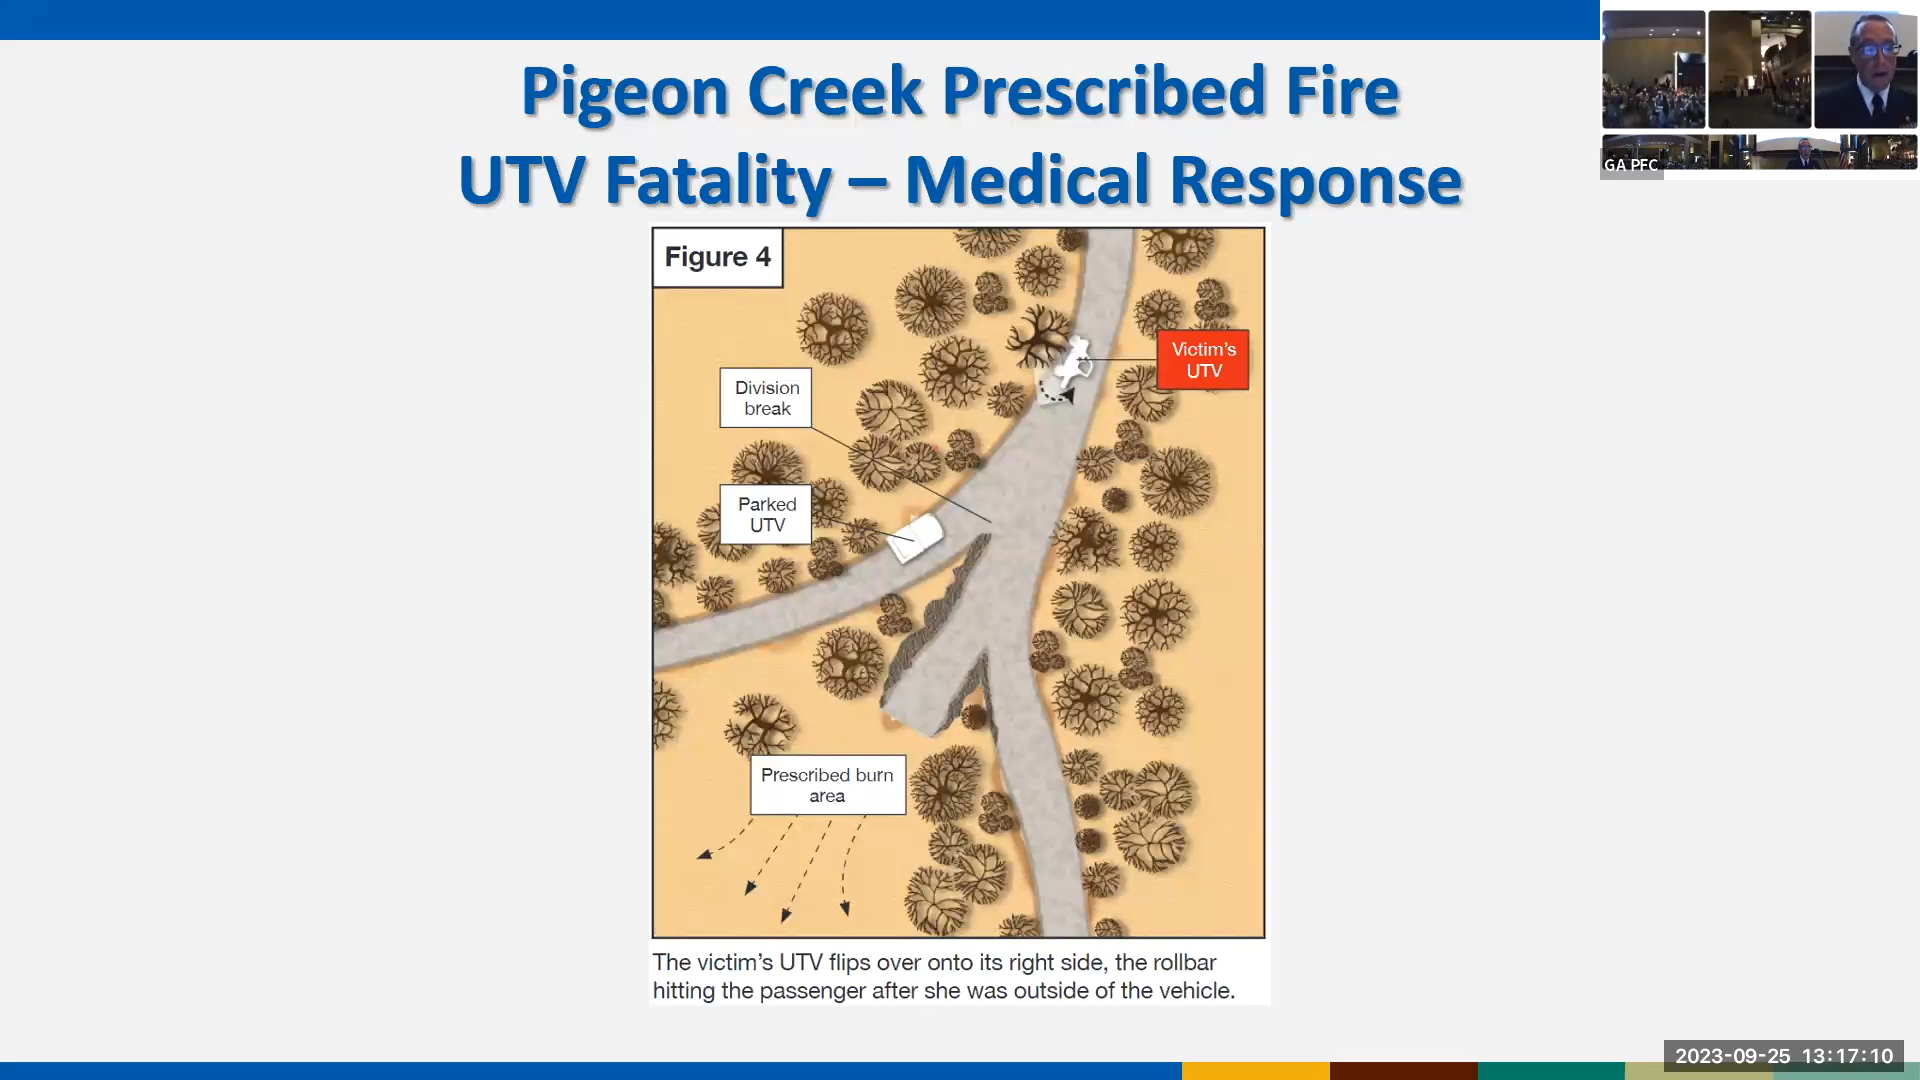 Pigeon Creek Prescribed Fire
UTV Fatality – Medical Response
GA PFC
Figure 4
Victim's
UTV
Division
break
Parked
UTV
Prescribed burn
area
The victim's UTV flips over onto its right side, the rollbar
hitting the passenger after she was outside of the vehicle.
2023-09-25 13:17:10